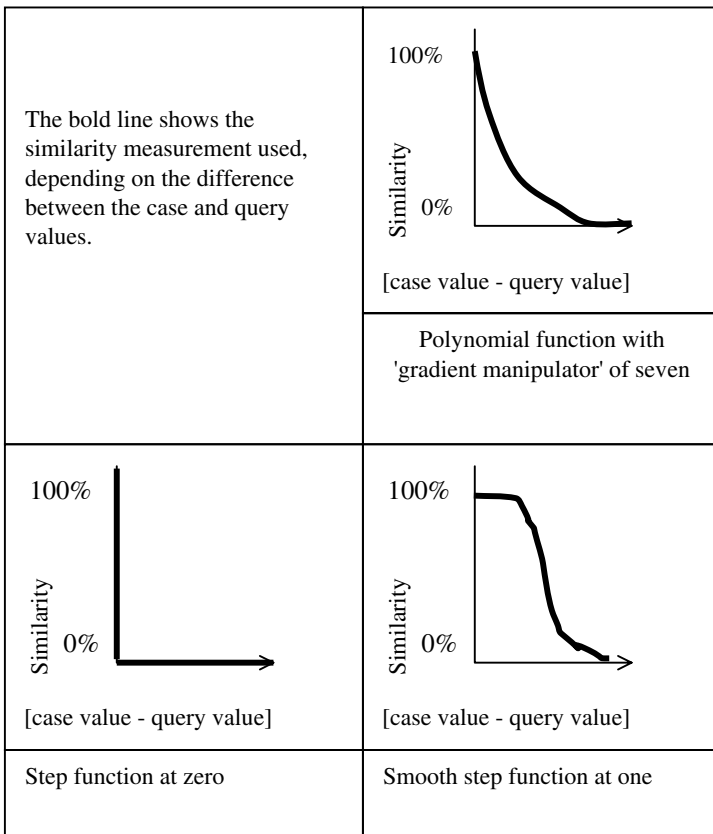 The bold line shows the
similarity measurement used,
depending on the difference
between the case and query
values.
100%
Similarity
0%
[case value - query value]
Polynomial function with
'gradient manipulator' of seven
100%
Similarity
0%
[case value - query value]
Step function at zero
100%
Similarity
0%
[case value - query value]
Smooth step function at one